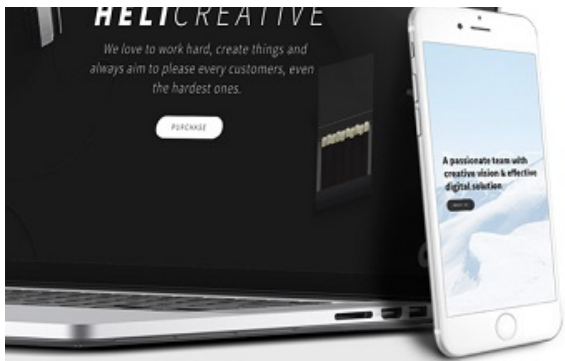 HELICREATIVE
We love to work hard, create things and
always aim to please every customers, even
the hardest ones.
PURCHASE
A passionate team with
creative vision & effective
digital solution